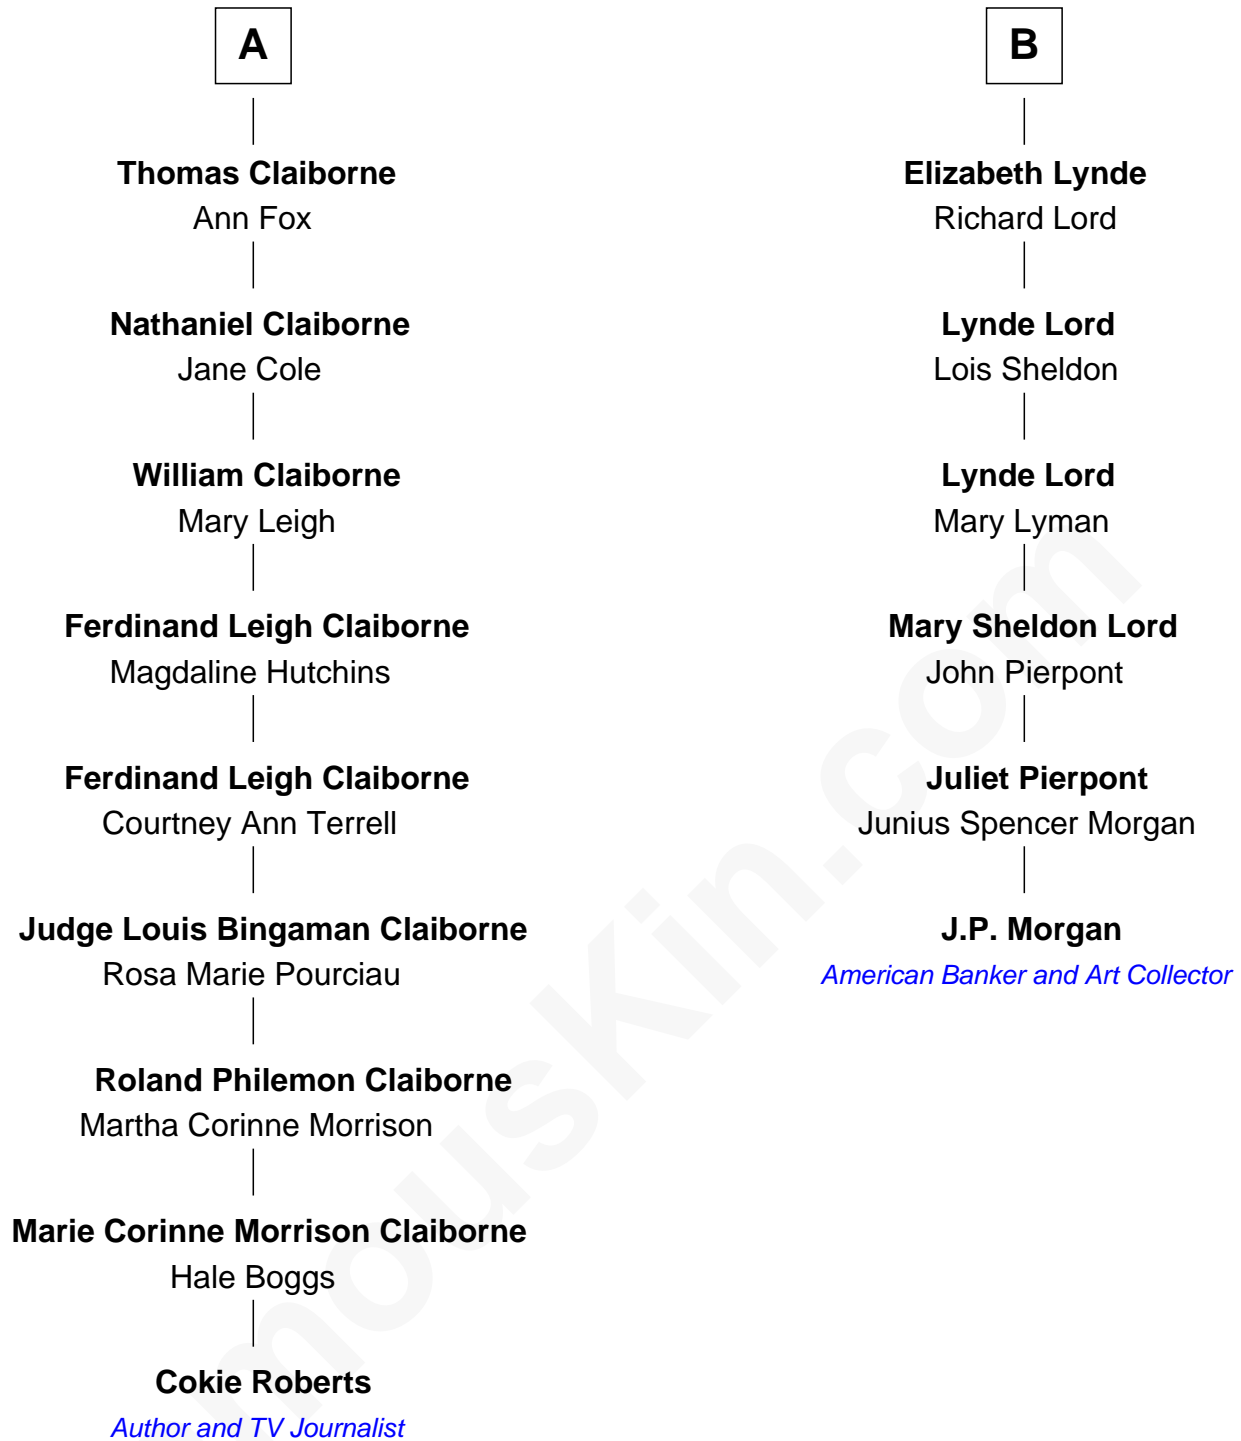 A
Thomas Claiborne
Ann Fox
Nathaniel Claiborne
Jane Cole
William Claiborne
Mary Leigh
Ferdinand Leigh Claiborne
Magdaline Hutchins
Ferdinand Leigh Claiborne
Courtney Ann Terrell
Judge Louis Bingaman Claiborne
Rosa Marie Pourciau
Roland Philemon Claiborne
Martha Corinne Morrison
Marie Corinne Morrison Claiborne
Hale Boggs
Cokie Roberts
Author and TV Journalist
B
Elizabeth Lynde
Richard Lord
Lynde Lord
Lois Sheldon
Lynde Lord
Mary Lyman
Mary Sheldon Lord
John Pierpont
Juliet Pierpont
Junius Spencer Morgan
J.P. Morgan
American Banker and Art Collector
mousKin.com